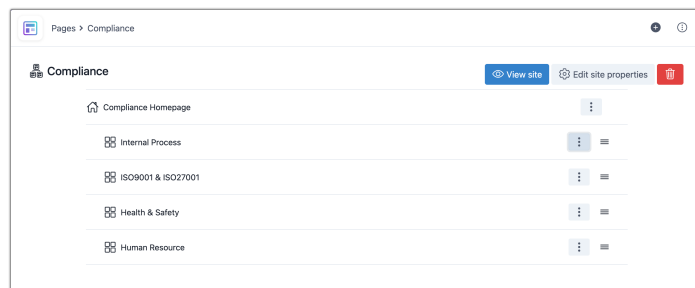 Pages > Compliance
Compliance
View site
Edit site properties
Compliance Homepage
Internal Process
ISO9001 & ISO27001
Health & Safety
Human Resource